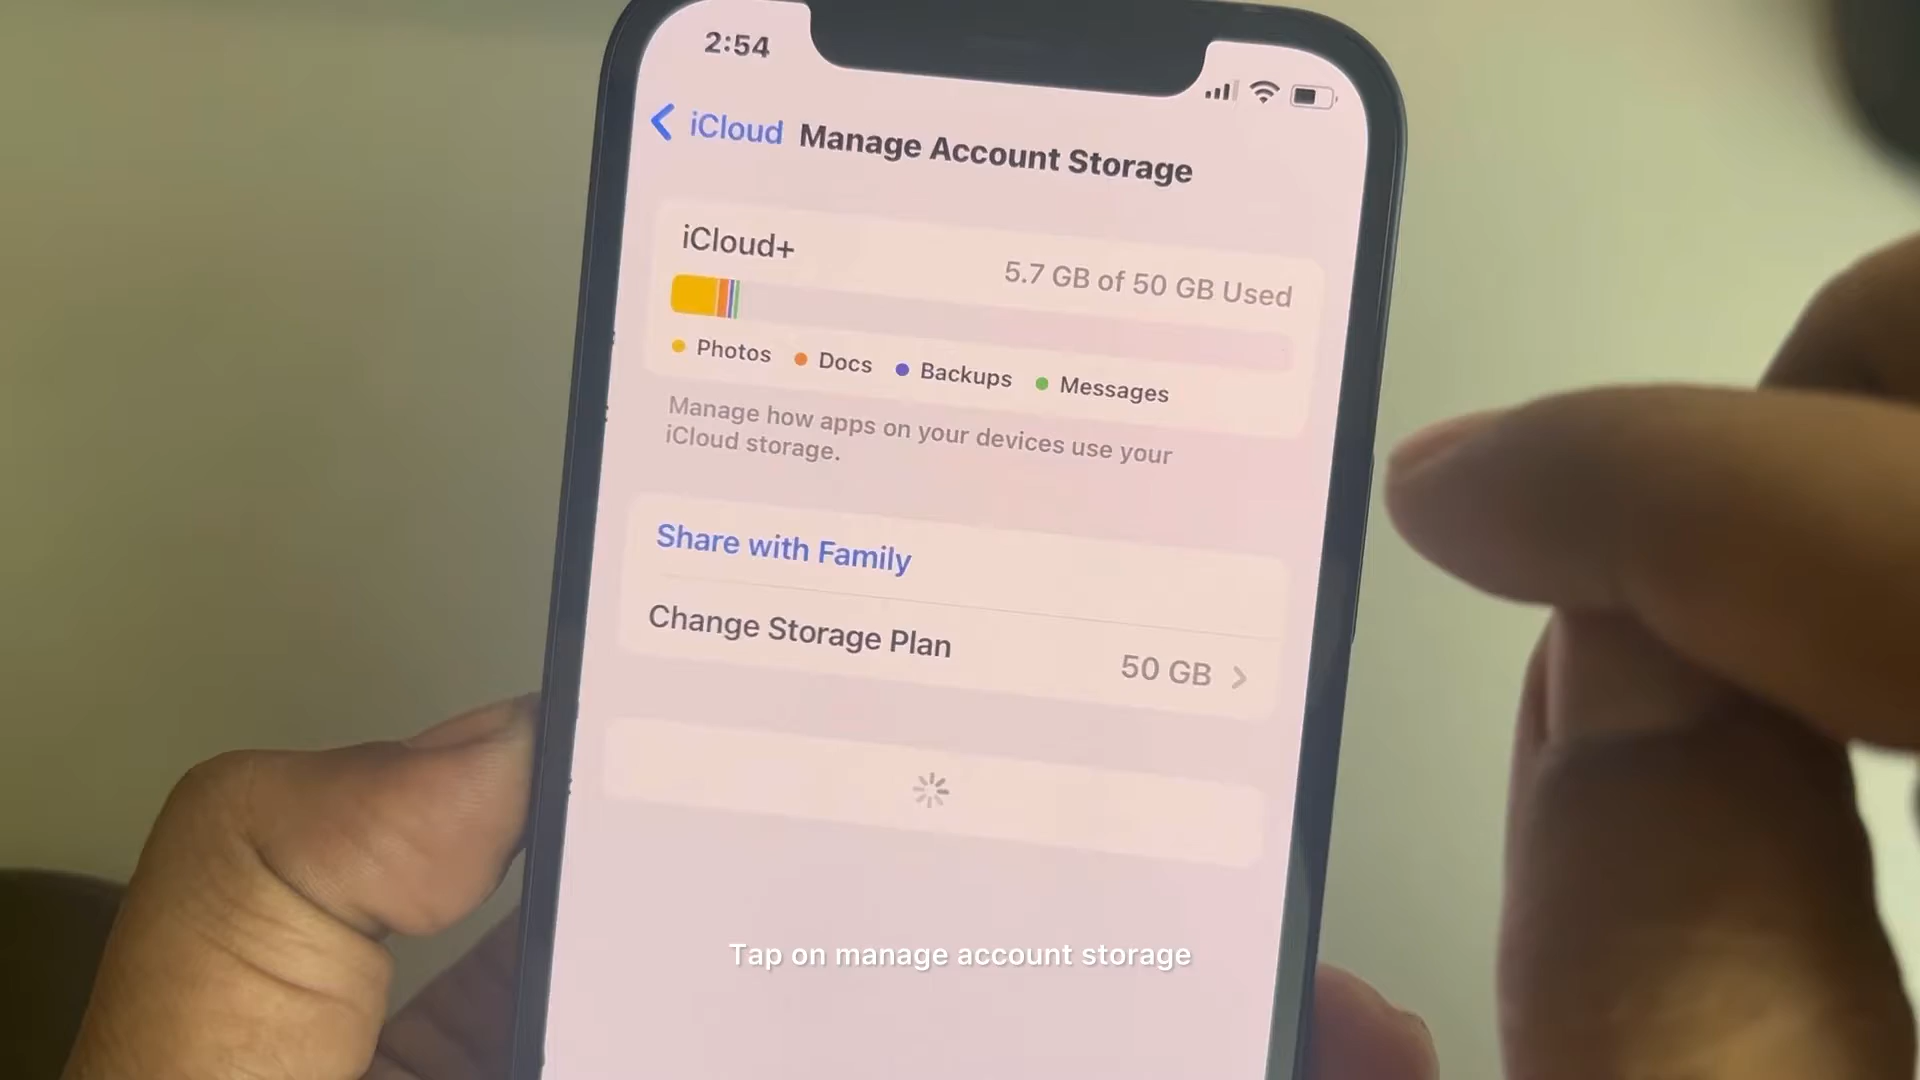 2:54
iCloud Manage Account Storage
iCloud+
5.7 GB of 50 GB Used
Photos Docs Backups Messages
Manage how apps on your devices use your
iCloud storage.
Share with Family
Change Storage Plan
50 GB
Tap on manage account storage